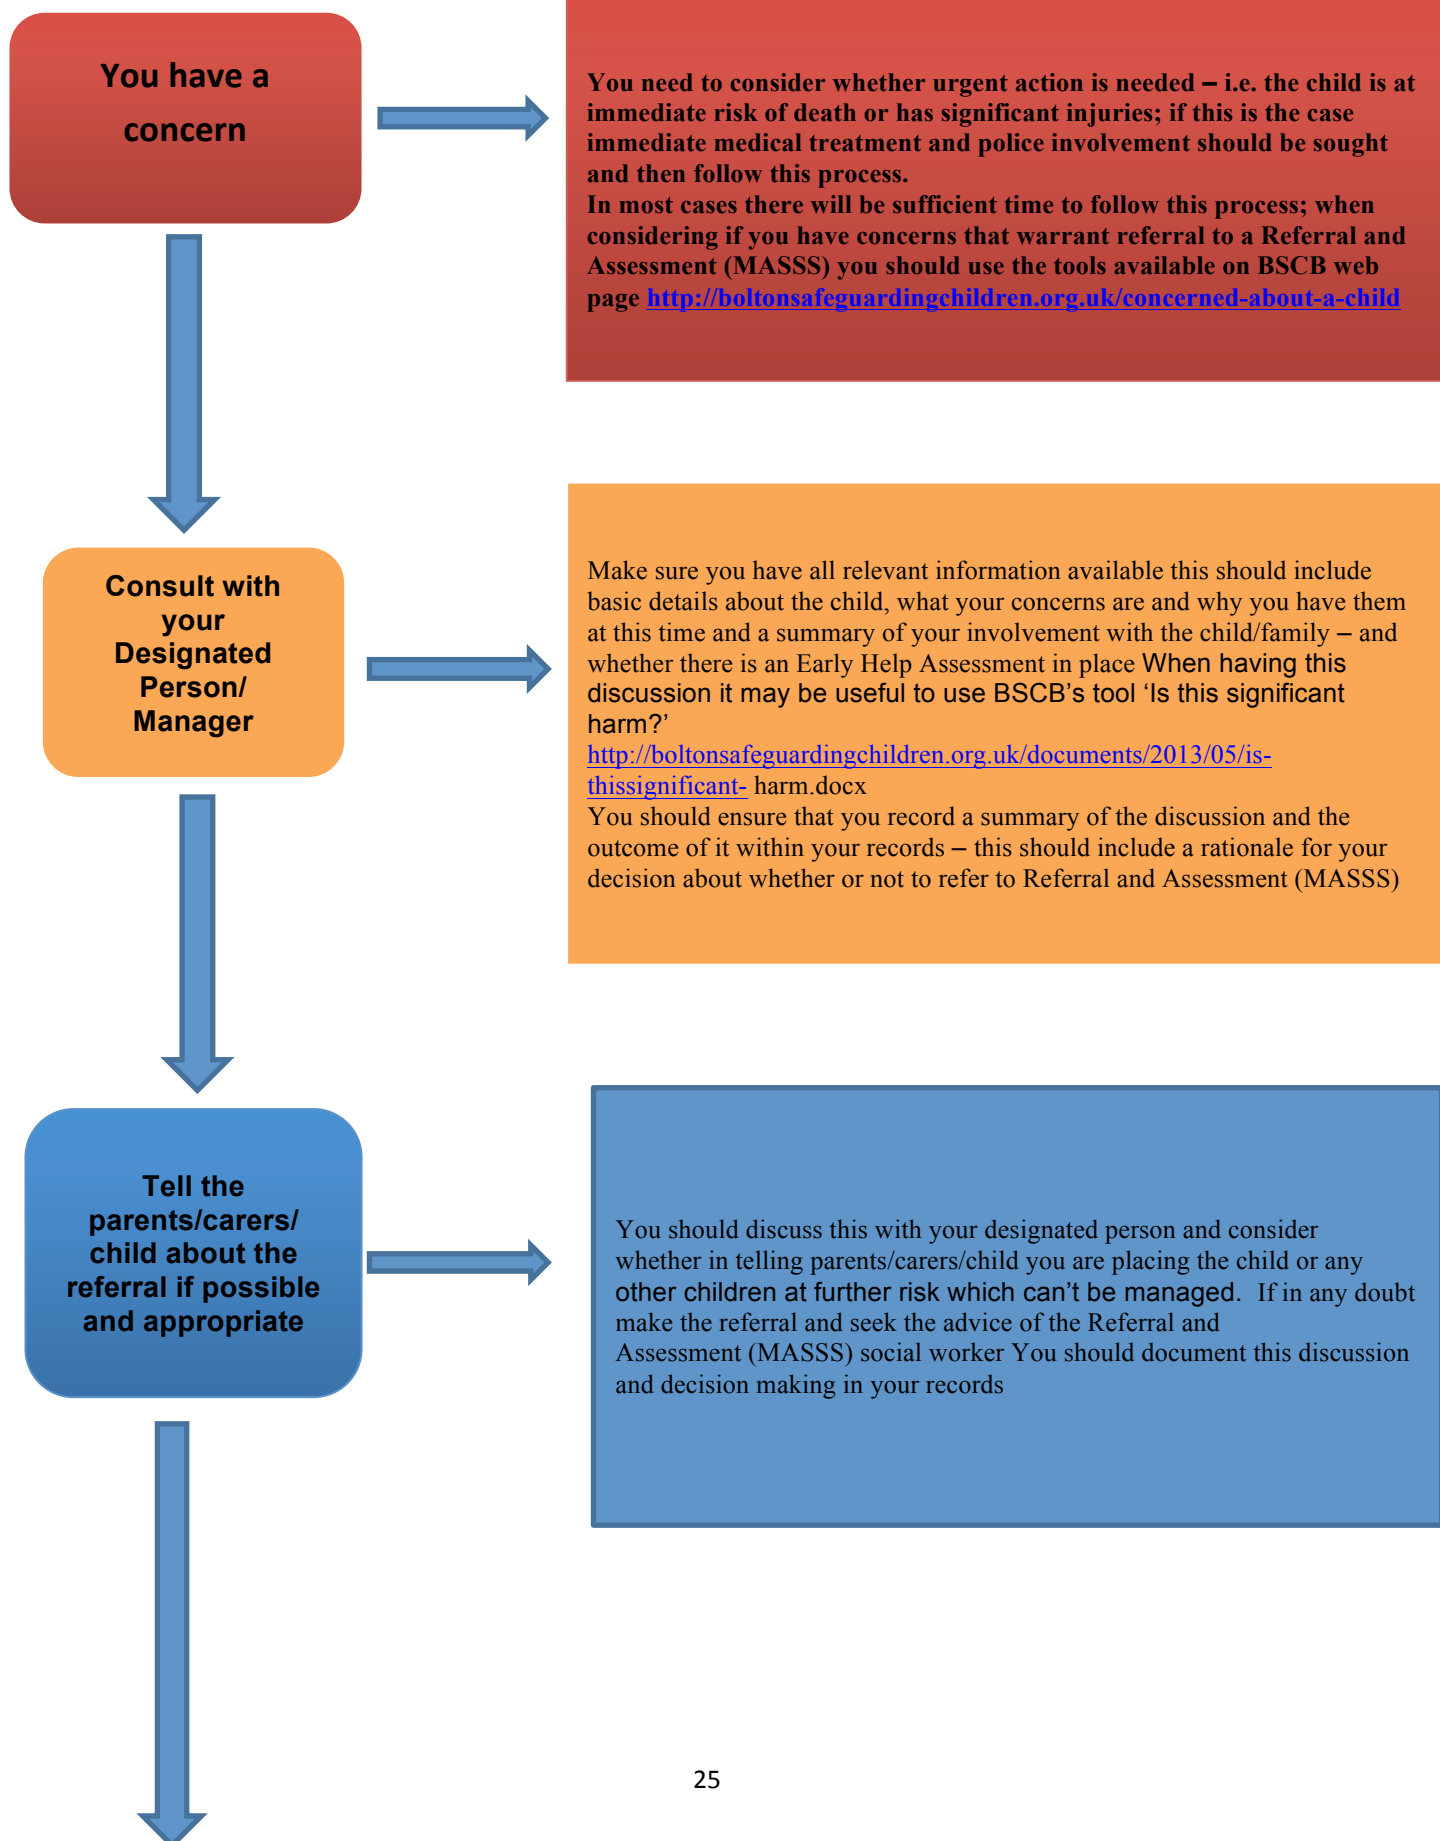 You have a
concern
You need to consider whether urgent action is needed – i.e. the child is at
immediate risk of death or has significant injuries; if this is the case
immediate medical treatment and police involvement should be sought
and then follow this process.
In most cases there will be sufficient time to follow this process; when
considering if you have concerns that warrant referral to a Referral and
Assessment (MASSS) you should use the tools available on BSCB web
page http://boltonsafeguardingchildren.org.uk/concerned-about-a-child
Consult with
your
Designated
Person/
Manager
Make sure you have all relevant information available this should include
basic details about the child, what your concerns are and why you have them
at this time and a summary of your involvement with the child/family – and
whether there is an Early Help Assessment in place When having this
discussion it may be useful to use BSCB’s tool ‘Is this significant
harm?’
http://boltonsafeguardingchildren.org.uk/documents/2013/05/is-
thissignificant- harm.docx
You should ensure that you record a summary of the discussion and the
outcome of it within your records – this should include a rationale for your
decision about whether or not to refer to Referral and Assessment (MASSS)
Tell the
parents/carers/
child about the
referral if possible
and appropriate
You should discuss this with your designated person and consider
whether in telling parents/carers/child you are placing the child or any
other children at further risk which can’t be managed. If in any doubt
make the referral and seek the advice of the Referral and
Assessment (MASSS) social worker You should document this discussion
and decision making in your records
25